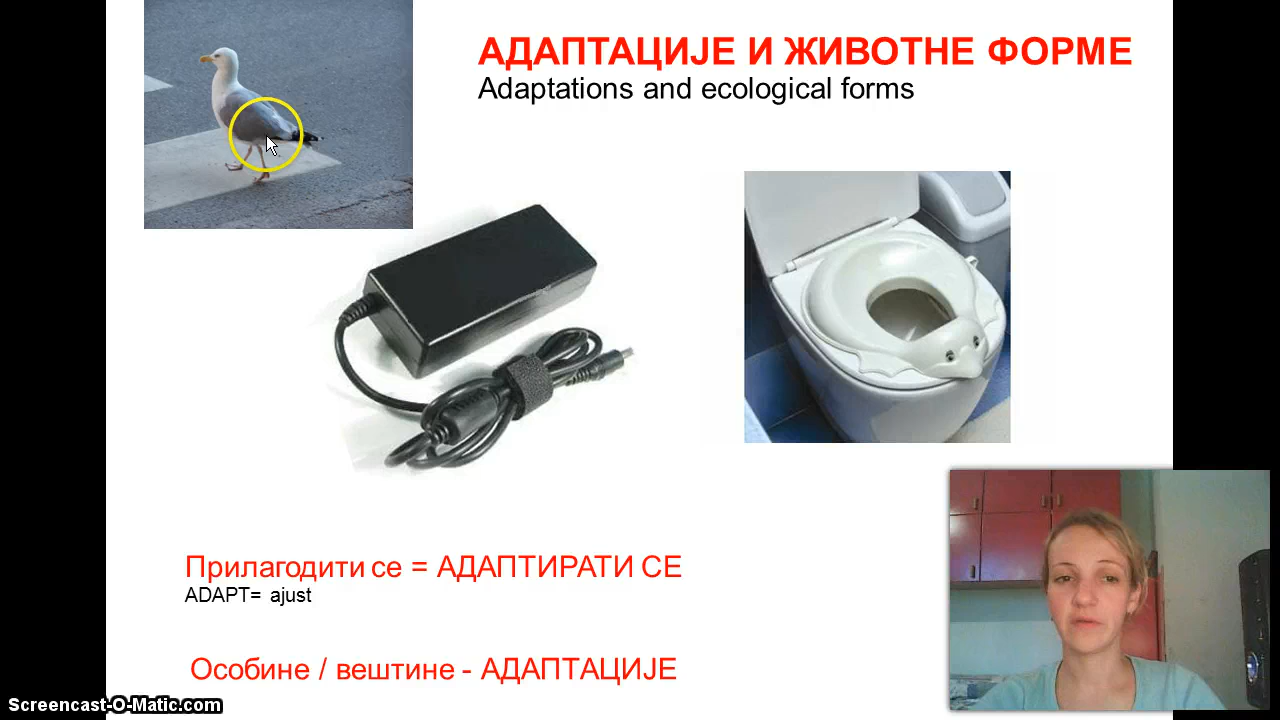 АДАПТАЦИЈЕ И ЖИВОТНЕ ФОРМЕ
Adaptations and ecological forms
Прилагодити се = АДАПТИРАТИ СЕ
ADAPT= ajust
Особине / вештине - АДАПТАЦИЈЕ
Screencast-O-Matic.com